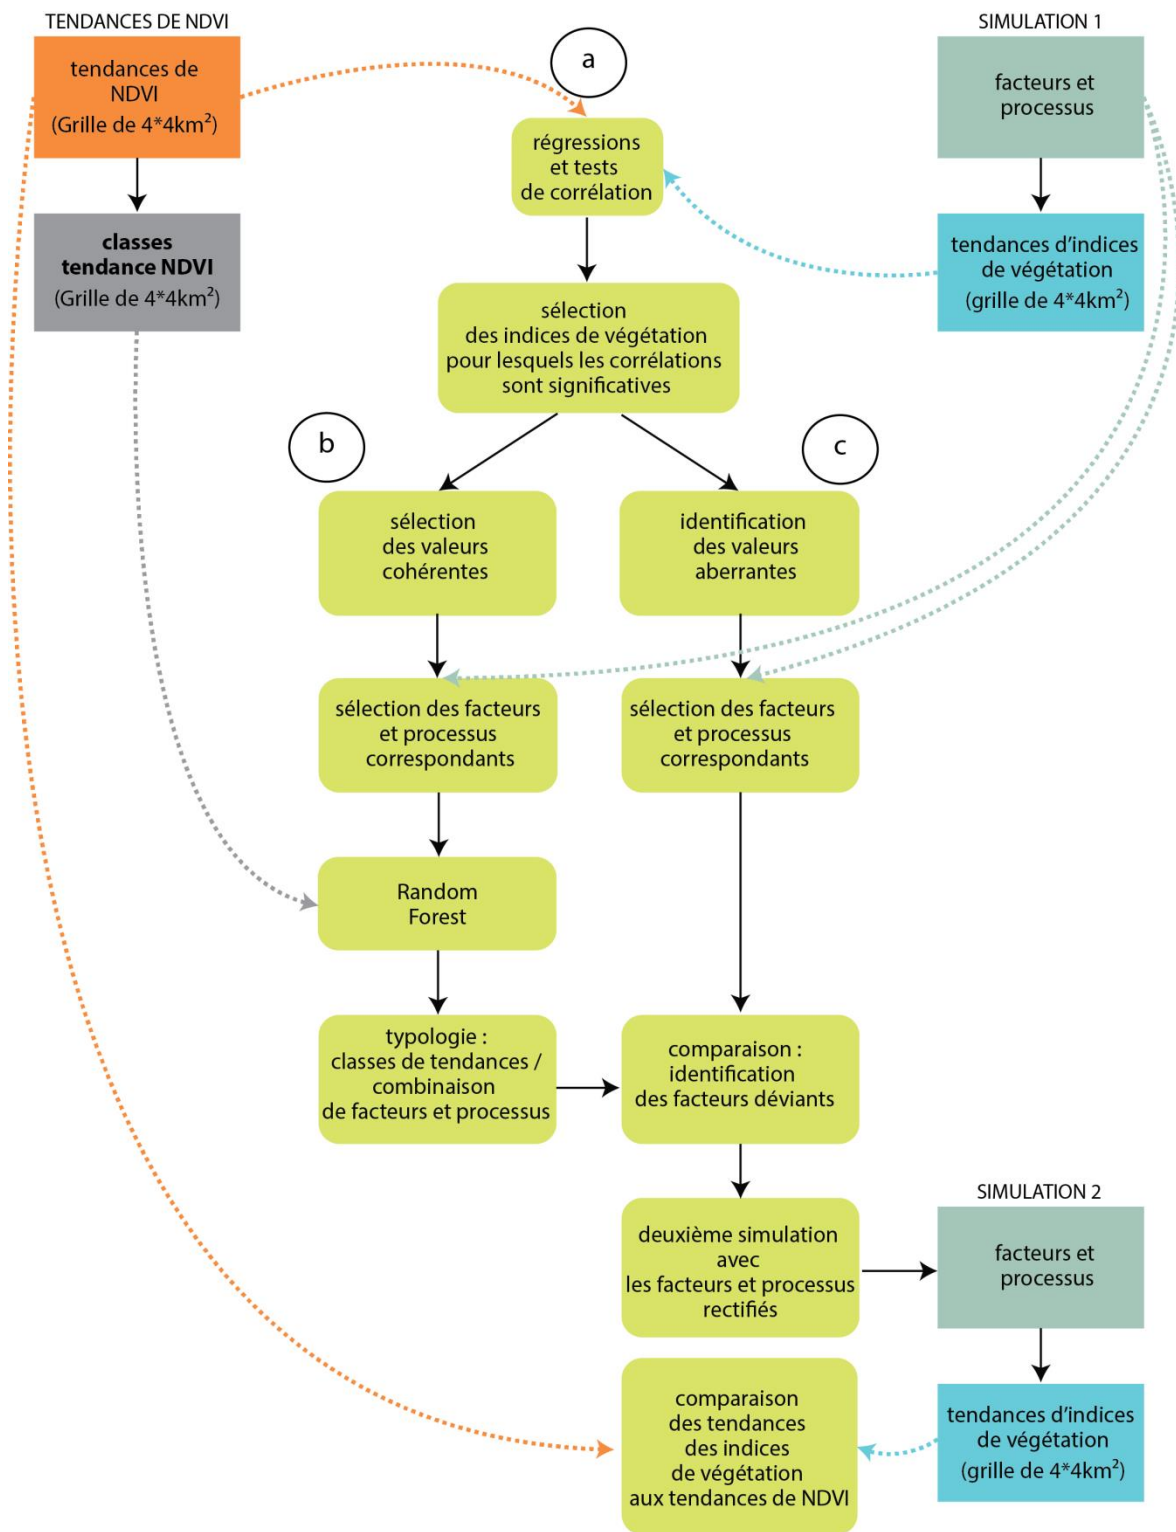 TENDANCES DE NDVI
tendances de
NDVI
(Grille de 4*4km²)
classes
tendance NDVI
(Grille de 4*4km²)
SIMULATION 1
facteurs et
processus
tendances d'indices
de végétation
(grille de 4*4km²)
a
régressions
et tests
de corrélation
sélection
des indices de végétation
pour lesquels les corrélations
sont significatives
b
c
sélection
des valeurs
cohérentes
identification
des valeurs
aberrantes
sélection des facteurs
et processus
correspondants
sélection des facteurs
et processus
correspondants
Random
Forest
typologie :
classes de tendances /
combinaison
de facteurs et processus
comparaison :
identification
des facteurs déviants
deuxième simulation
avec
les facteurs et processus
rectifiés
SIMULATION 2
facteurs et
processus
tendances d'indices
de végétation
(grille de 4*4km²)
comparaison
des tendances
des indices
de végétation
aux tendances de NDVI